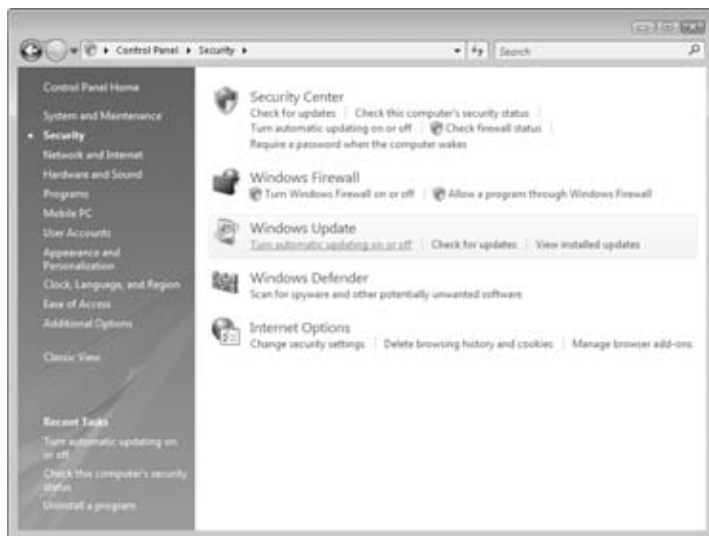 Control Panel ▸ Security ▸
Search
Control Panel Home
System and Maintenance
Security
Network and Internet
Hardware and Sound
Programs
Mobile PC
User Accounts
Appearance and
Personalization
Clock, Language, and Region
Ease of Access
Additional Options
Classic View
Recent Tasks
Turn automatic updating on
or off
Check this computer's security
status
Uninstall a program
Security Center
Check for updates
Check this computer's security status
Turn automatic updating on or off
Check firewall status
Require a password when the computer wakes
Windows Firewall
Turn Windows Firewall on or off
Allow a program through Windows Firewall
Windows Update
Turn automatic updating on or off
Check for updates
View installed updates
Windows Defender
Scan for spyware and other potentially unwanted software
Internet Options
Change security settings
Delete browsing history and cookies
Manage browser add-ons